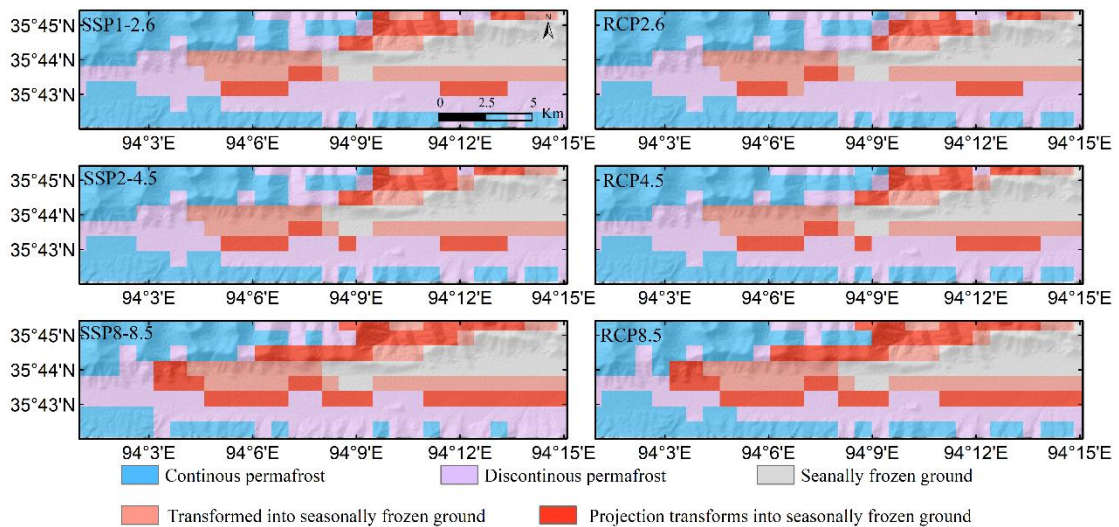 SSP1-2.6
N
RCP2.6
35°45'N
35°44'N
35°43'N
0 2.5 5
Km
94°3'E 94°6'E 94°9'E 94°12'E 94°15'E 94°3'E 94°6'E 94°9'E 94°12'E 94°15'E
SSP2-4.5
RCP4.5
35°45'N
35°44'N
35°43'N
94°3'E 94°6'E 94°9'E 94°12'E 94°15'E 94°3'E 94°6'E 94°9'E 94°12'E 94°15'E
SSP8-8.5
RCP8.5
35°45'N
35°44'N
35°43'N
94°3'E 94°6'E 94°9'E 94°12'E 94°15'E 94°3'E 94°6'E 94°9'E 94°12'E 94°15'E
Continous permafrost
Discontinous permafrost
Seanally frozen ground
Transformed into seasonally frozen ground
Projection transforms into seasonally frozen ground